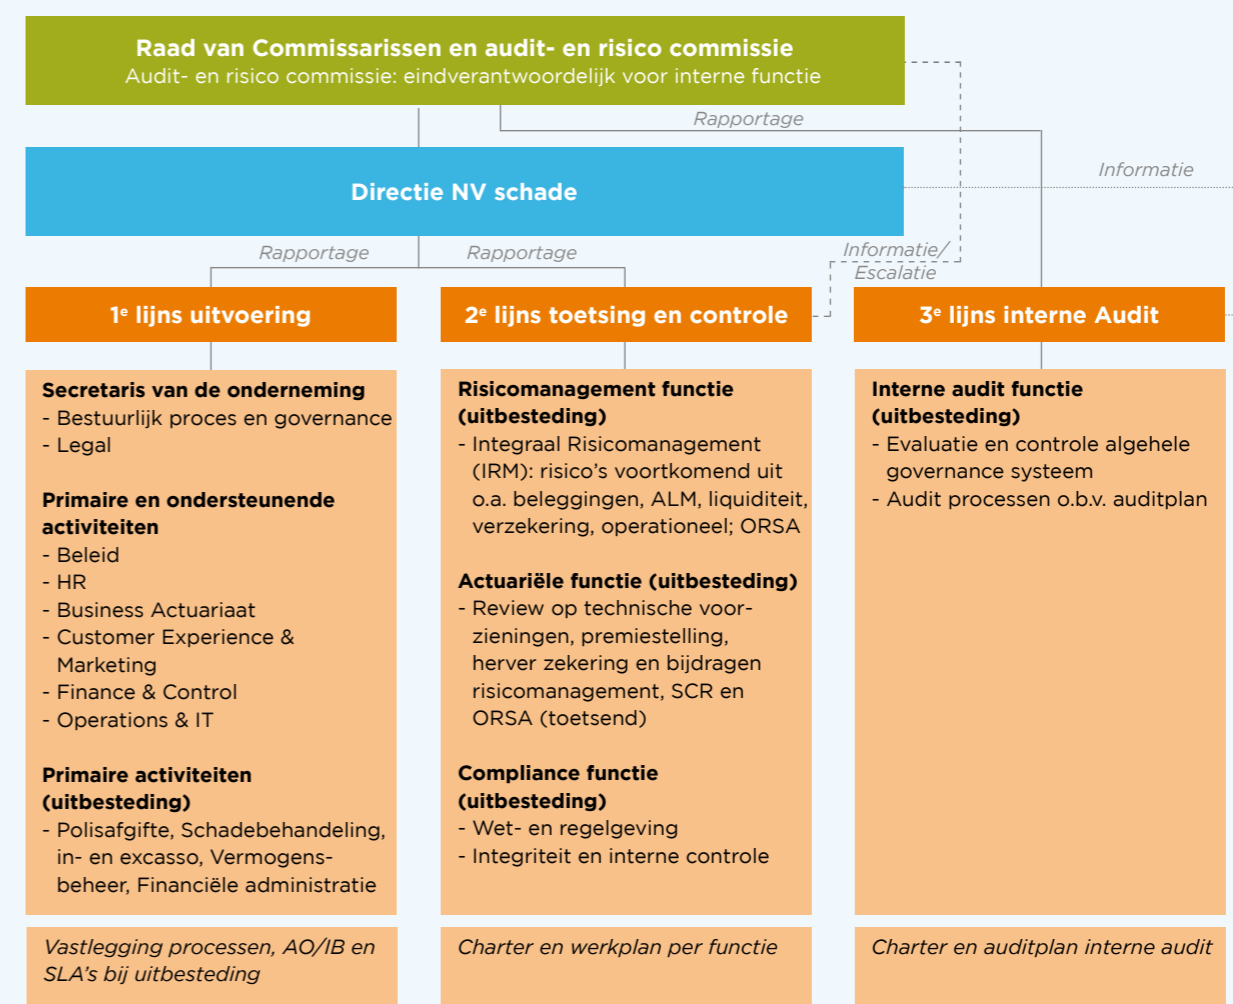 Raad van Commissarissen en audit- en risico commissie
Audit- en risico commissie: eindverantwoordelijk voor interne functie
Rapportage
Informatie
Directie NV schade
Rapportage
Rapportage
Informatie/
Escalatie
1e lijns uitvoering
Secretaris van de onderneming
- Bestuurlijk proces en governance
- Legal
Primaire en ondersteunende
activiteiten
- Beleid
- HR
- Business Actuariaat
- Customer Experience &
Marketing
- Finance & Control
- Operations & IT
Primaire activiteiten
(uitbesteding)
- Polisafgifte, Schadebehandeling,
in- en excasso, Vermogens-
beheer, Financiële administratie
Vastlegging processen, AO/IB en
SLA's bij uitbesteding
2e lijns toetsing en controle
Risicomanagement functie
(uitbesteding)
- Integraal Risicomanagement
(IRM): risico's voortkomend uit
o.a. beleggingen, ALM, liquiditeit,
verzekering, operationeel; ORSA
Actuariële functie (uitbesteding)
- Review op technische voor-
zieningen, premiestelling,
herver zekering en bijdragen
risicomanagement, SCR en
ORSA (toetsend)
Compliance functie
(uitbesteding)
- Wet- en regelgeving
- Integriteit en interne controle
Charter en werkplan per functie
3e lijns interne Audit
Interne audit functie
(uitbesteding)
- Evaluatie en controle algehele
governance systeem
- Audit processen o.b.v. auditplan
Charter en auditplan interne audit